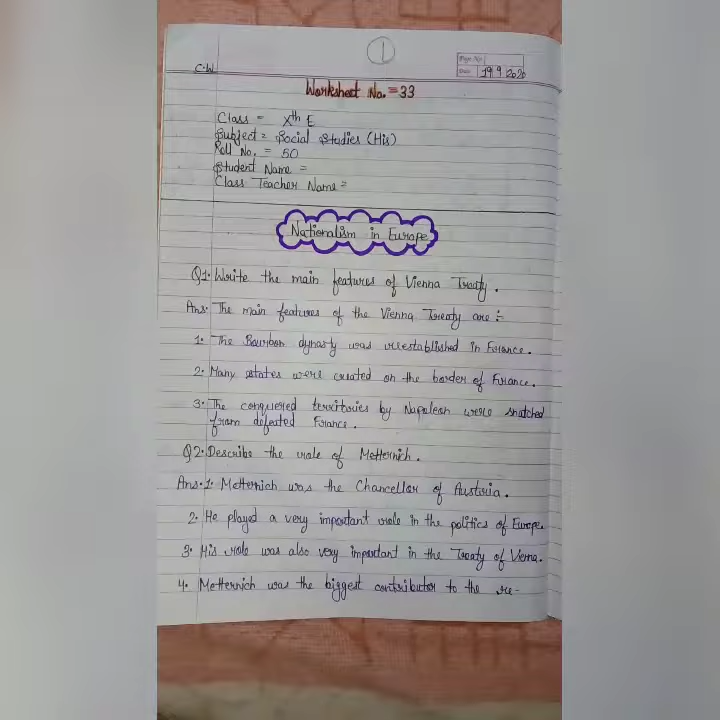 1
C.W
Page No.
Date 19 9 2020
Worksheet No. = 33
Class = Xth E
Subject = Social Studies (His)
Roll No. = 50
Student Name =
Class Teacher Name =
Nationalism in Europe
Q1. Write the main features of Vienna Treaty.
Ans. The main features of the Vienna Treaty are :-
1. The Bourbon dynasty was reestablished in France.
2. Many states were created on the border of France.
3. The conquered territories by Napolean were snatched
from defeated France.
Q2. Describe the role of Metternich.
Ans. 1. Metternich was the Chancellor of Austria.
2. He played a very important role in the politics of Europe.
3. His role was also very important in the Treaty of Vienna.
4. Metternich was the biggest contributor to the re-